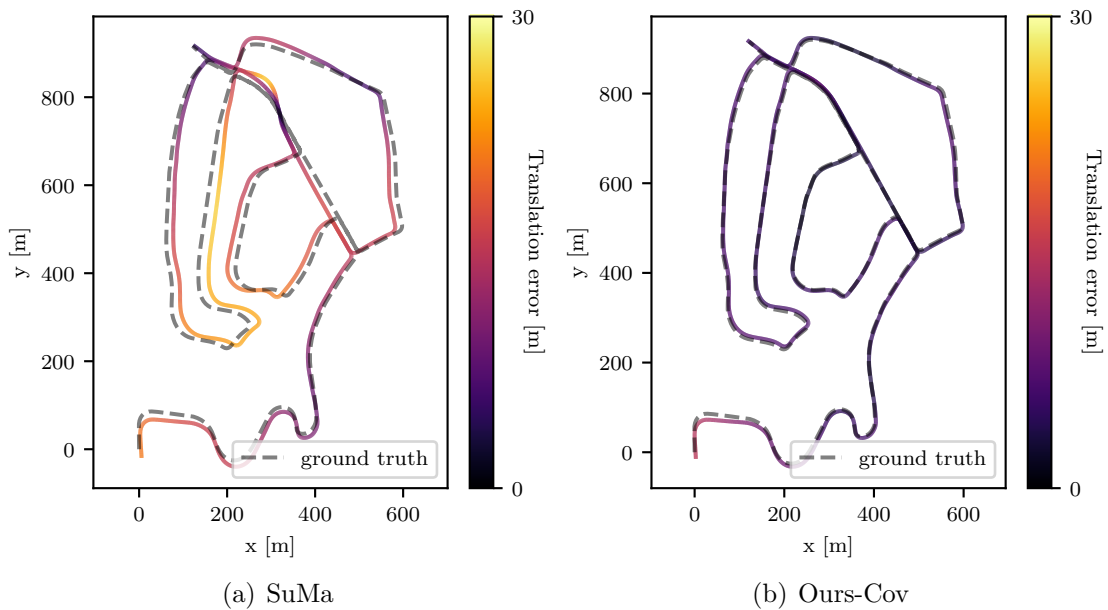 30
800
600
400
200
0
y [m]
0 200 400 600
x [m]
ground truth
0
Translation error [m]
(a) SuMa
30
800
600
400
200
0
y [m]
0 200 400 600
x [m]
ground truth
0
Translation error [m]
(b) Ours-Cov